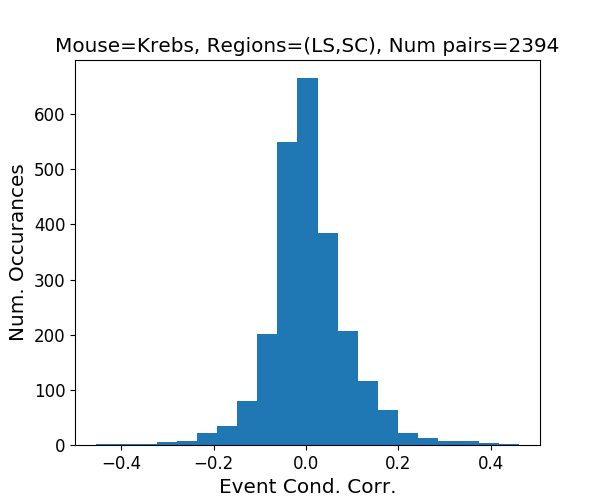 Mouse=Krebs, Regions=(LS,SC), Num pairs=2394
600
500
400
300
200
100
0
Num. Occurances
−0.4 −0.2 0.0 0.2 0.4
Event Cond. Corr.